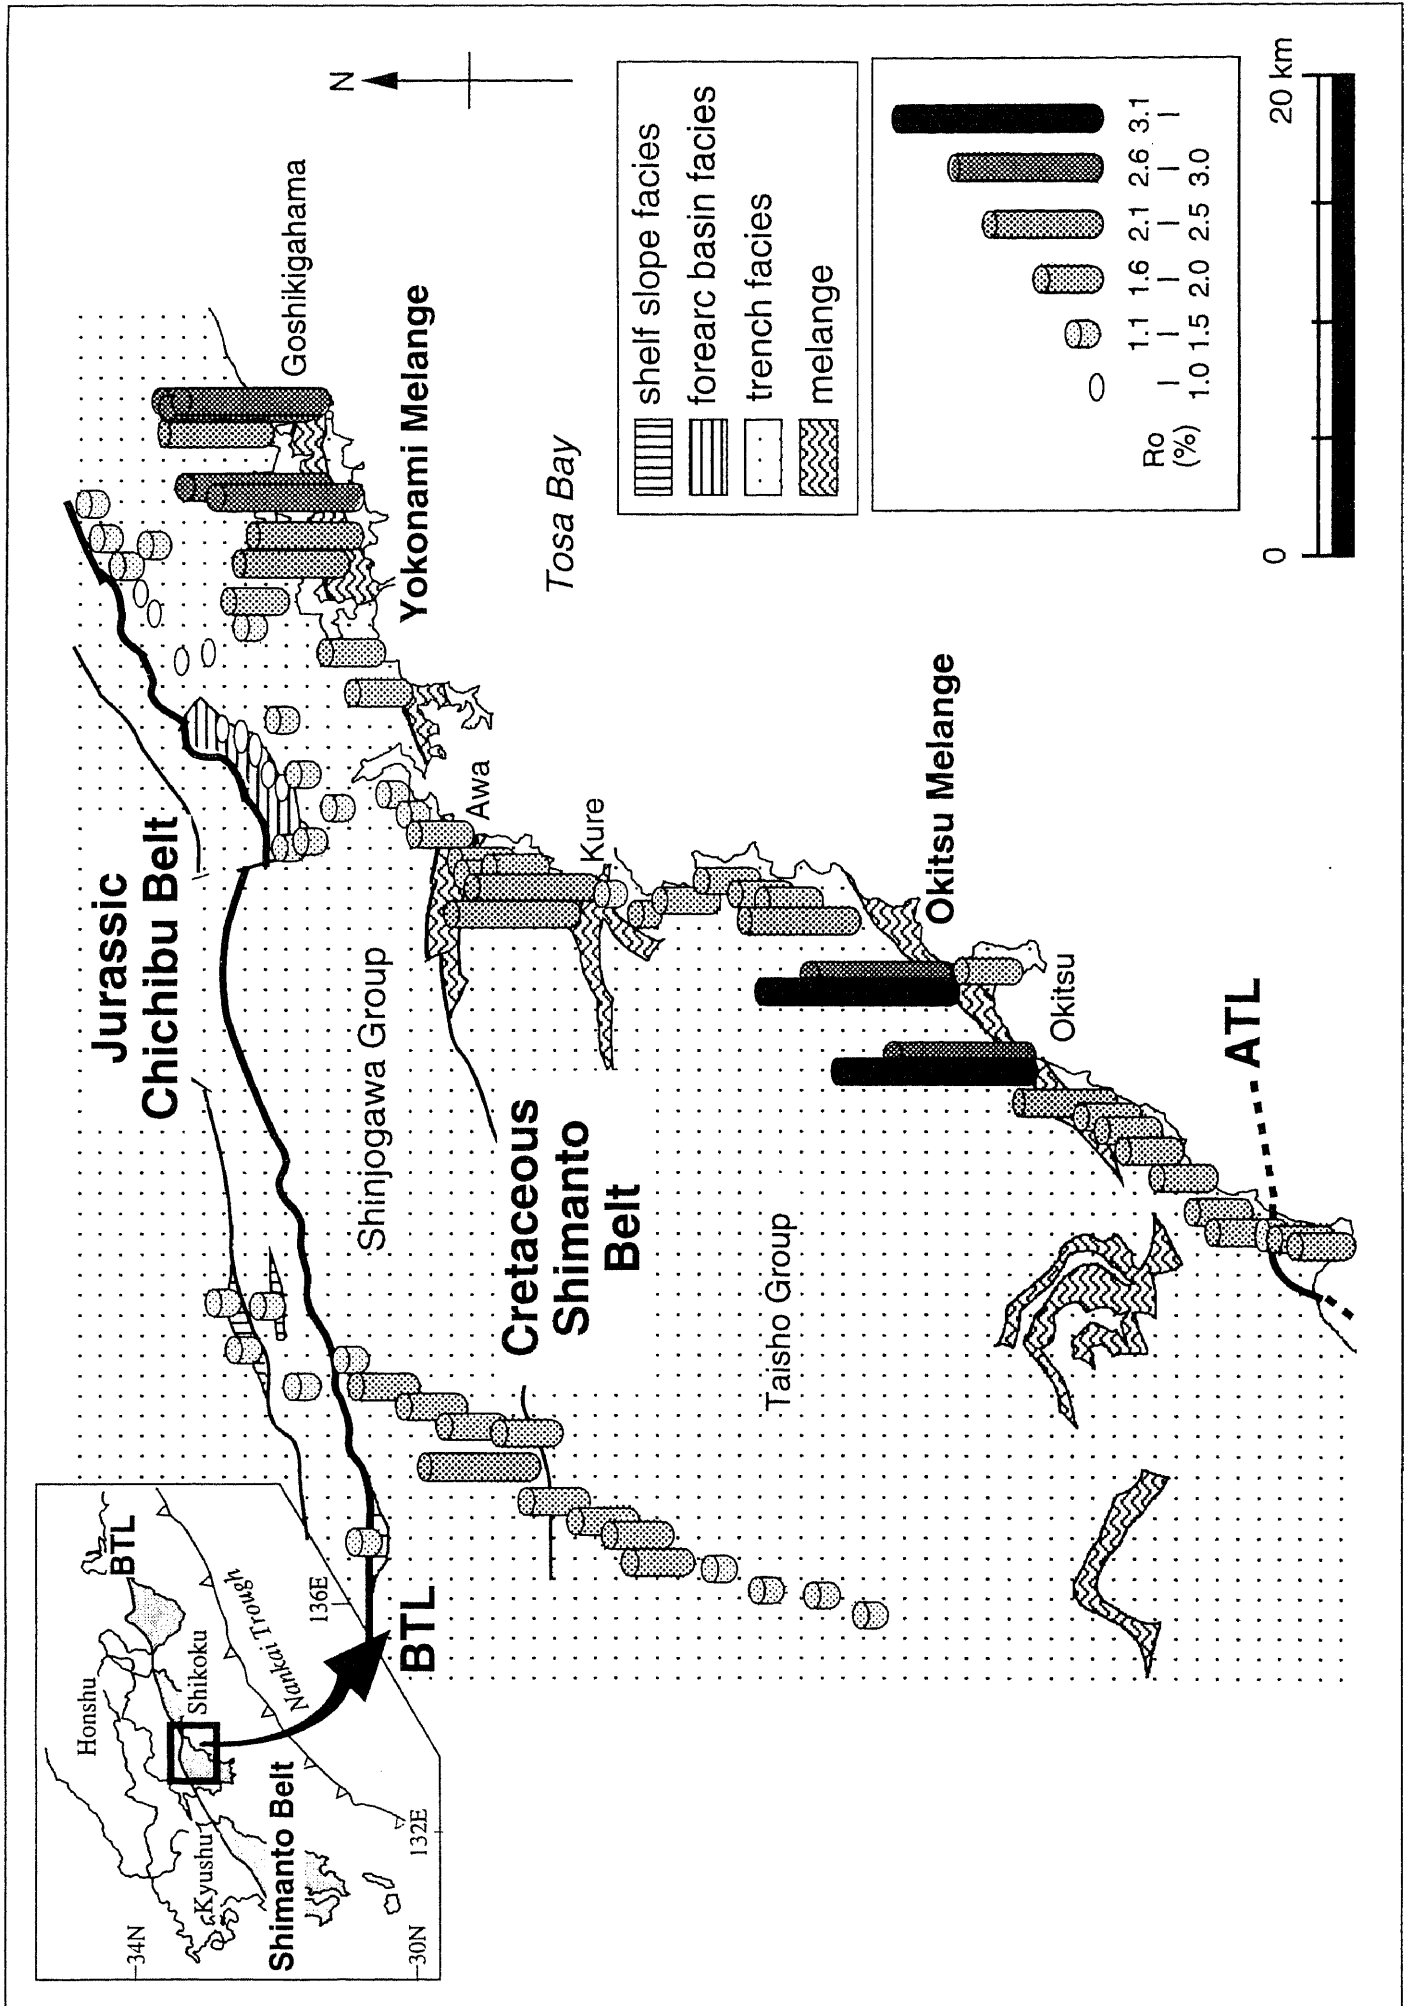 34N
30N
132E
136E
Honshu
Shikoku
Kyushu
BTL
Nankai Trough
Shimanto Belt
BTL
Jurassic
Chichibu Belt
Shinjogawa Group
Cretaceous
Shimanto
Belt
Taisho Group
Goshikigahama
Yokonami Melange
Awa
Kure
Tosa Bay
Okitsu Melange
Okitsu
ATL
N
shelf slope facies
forearc basin facies
trench facies
melange
Ro
(%)
1.1 1.6 2.1 2.6 3.1
1.0 1.5 2.0 2.5 3.0
0 20 km